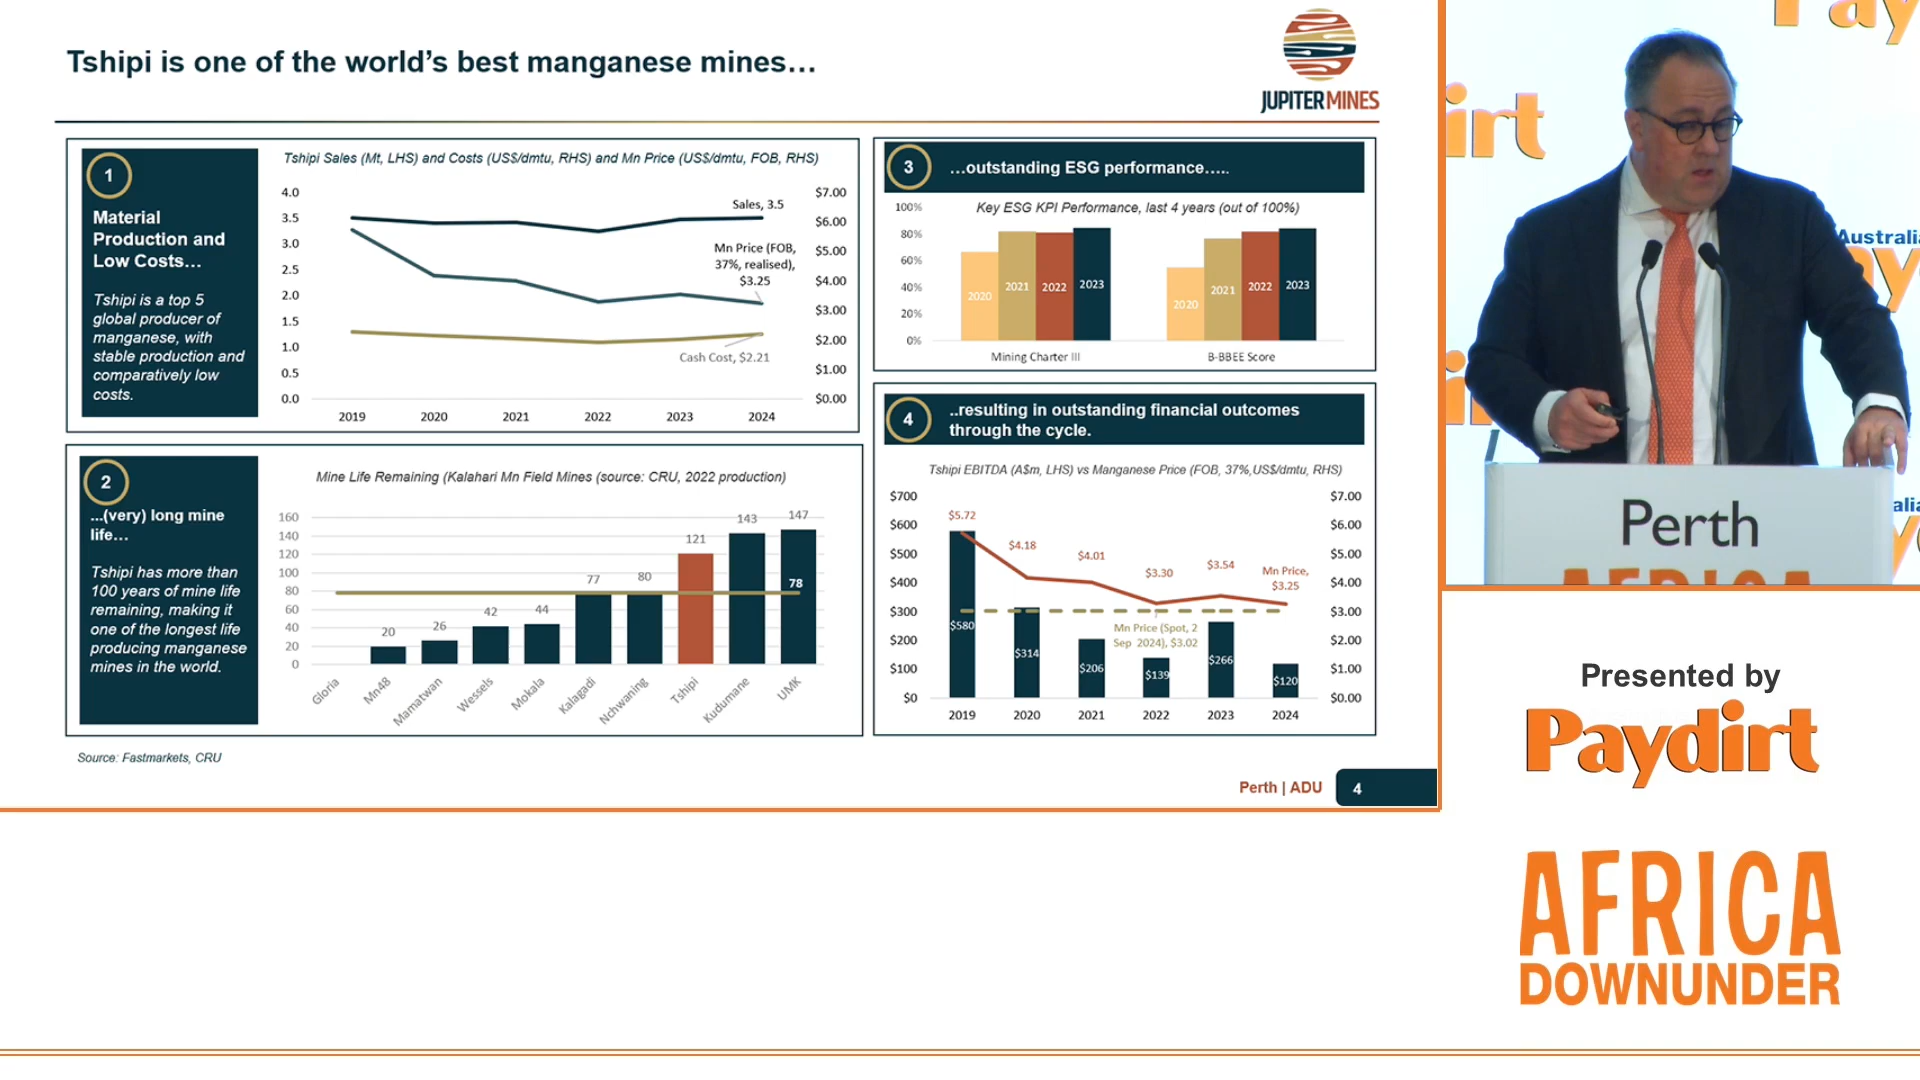 Tshipi is one of the world's best manganese mines…
JUPITER MINES
1
Material
Production and
Low Costs…
Tshipi is a top 5
global producer of
manganese, with
stable production and
comparatively low
costs.
Tshipi Sales (Mt, LHS) and Costs (US$/dmtu, RHS) and Mn Price (US$/dmtu, FOB, RHS)
4.0
3.5
3.0
2.5
2.0
1.5
1.0
0.5
0.0
$7.00
$6.00
$5.00
$4.00
$3.00
$2.00
$1.00
$0.00
Sales, 3.5
Mn Price (FOB,
37%, realised),
$3.25
Cash Cost, $2.21
2019 2020 2021 2022 2023 2024
2
...(very) long mine
life…
Tshipi has more than
100 years of mine life
remaining, making it
one of the longest life
producing manganese
mines in the world.
Mine Life Remaining (Kalahari Mn Field Mines (source: CRU, 2022 production)
160
140
120
100
80
60
40
20
0
20 26 42 44 77 80 121 143 147
78
Gloria Mn48 Mamatwan Wessels Mokala Kalagadi Nchwaning Tshipi Kudumane UMK
3
…outstanding ESG performance…..
Key ESG KPI Performance, last 4 years (out of 100%)
100%
80%
60%
40%
20%
0%
2020 2021 2022 2023
2020 2021 2022 2023
Mining Charter III B-BBEE Score
4
..resulting in outstanding financial outcomes
through the cycle.
Tshipi EBITDA (A$m, LHS) vs Manganese Price (FOB, 37%,US$/dmtu, RHS)
$700
$600
$500
$400
$300
$200
$100
$0
$7.00
$6.00
$5.00
$4.00
$3.00
$2.00
$1.00
$0.00
$5.72 $4.18 $4.01 $3.30 $3.54
Mn Price,
$3.25
Mn Price (Spot, 2
Sep 2024), $3.02
$580 $314 $206 $139 $266 $120
2019 2020 2021 2022 2023 2024
Source: Fastmarkets, CRU
Perth | ADU 4
Perth
AFRICA
Presented by
Paydirt
AFRICA
DOWNUNDER